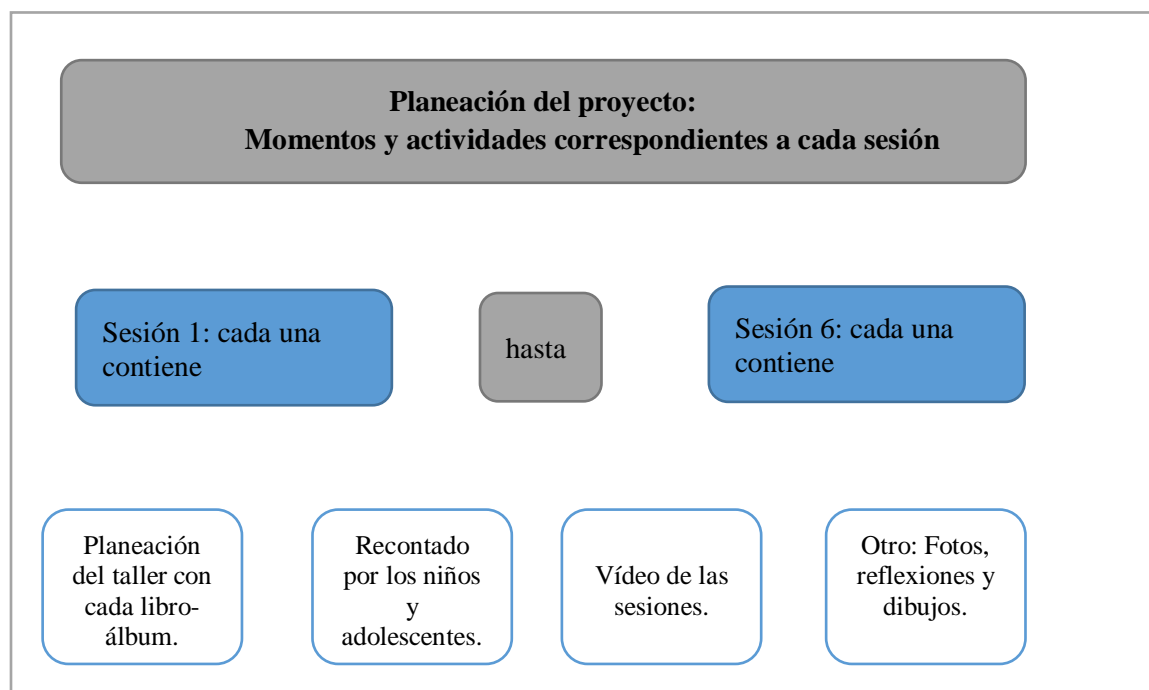 Planeación del proyecto:
Momentos y actividades correspondientes a cada sesión
Sesión 1: cada una
contiene
hasta
Sesión 6: cada una
contiene
Planeación
del taller con
cada libro-
álbum.
Recontado
por los niños
y
adolescentes.
Vídeo de las
sesiones.
Otro: Fotos,
reflexiones y
dibujos.